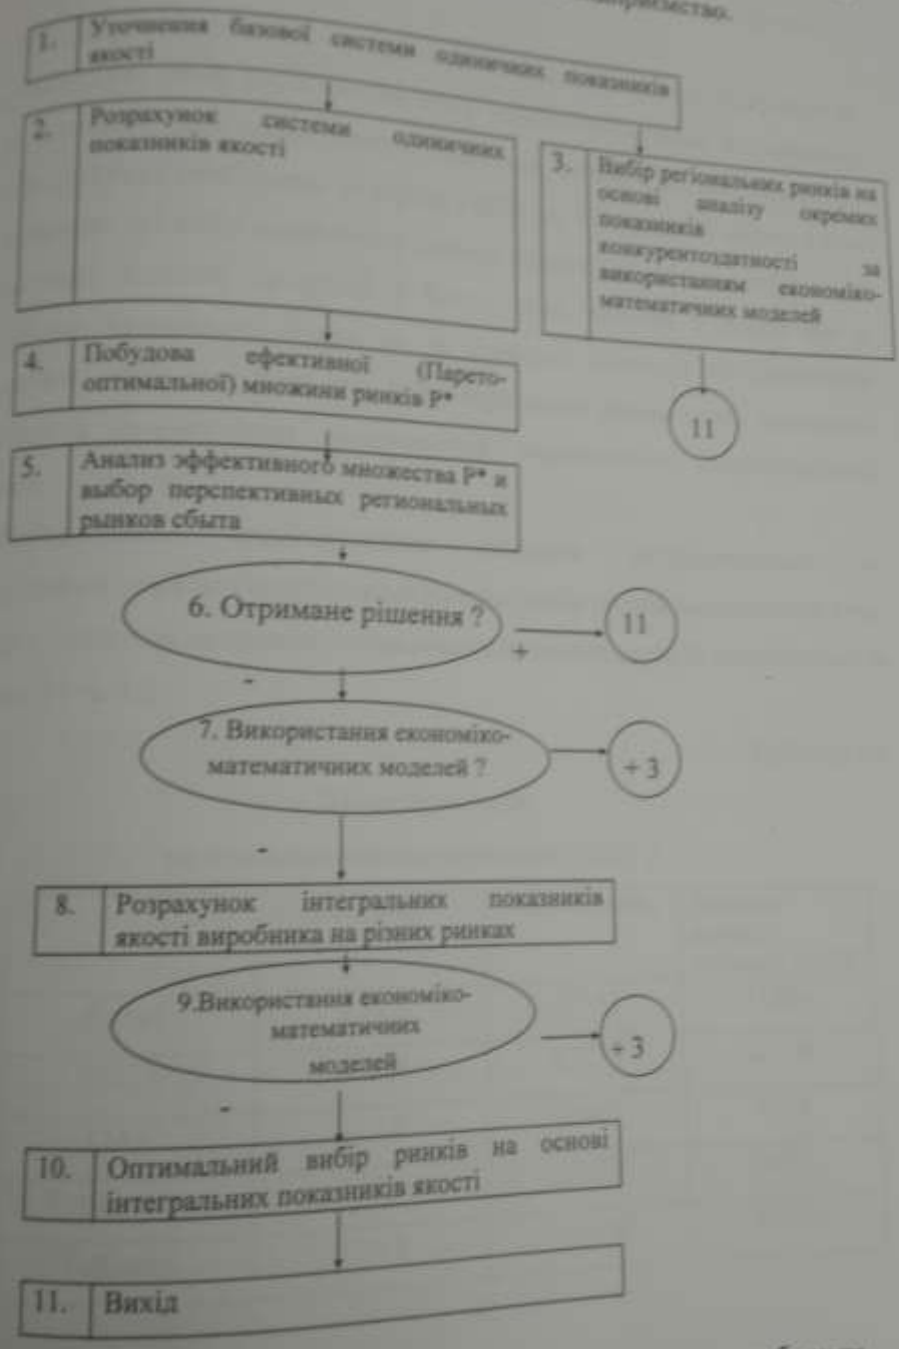 1. Уточнення базової системи одиничних показників
якості
2. Розрахунок системи одиничних
показників якості
3. Вибір регіональних ринків на
основі аналізу окремих
показників
конкурентоздатності за
використанням економіко-
математичних моделей
4. Побудова ефективної (Парето-
оптимальної) множини ринків Р*
11
5. Анализ эффективного множества Р* и
выбор перспективных региональных
рынков сбыта
6. Отримане рішення ?
11
+
-
7. Використання економіко-
математичних моделей ?
+ 3
-
8. Розрахунок інтегральних показників
якості виробника на різних ринках
9.Використання економіко-
математичних
моделей
+ 3
-
10. Оптимальний вибір ринків на основі
інтегральних показників якості
11. Вихід